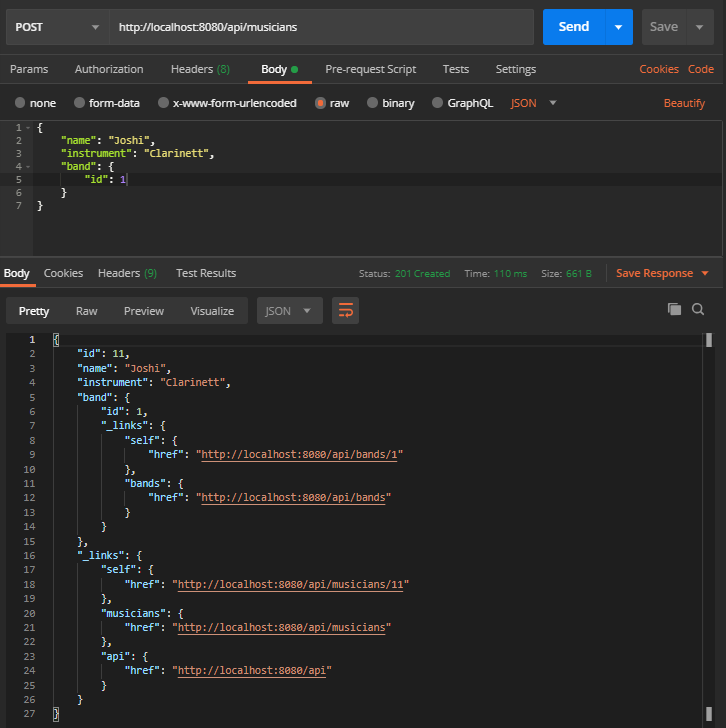 POST http://localhost:8080/api/musicians Send Save
Params Authorization Headers (8) Body Pre-request Script Tests Settings Cookies Code
none form-data x-www-form-urlencoded raw binary GraphQL JSON Beautify
1 {
2 "name": "Joshi",
3 "instrument": "Clarinett",
4 "band": {
5 "id": 1
6 }
7 }
Body Cookies Headers (9) Test Results Status: 201 Created Time: 110 ms Size: 661 B Save Response
Pretty Raw Preview Visualize JSON
1 {
2 "id": 11,
3 "name": "Joshi",
4 "instrument": "Clarinett",
5 "band": {
6 "id": 1,
7 "_links": {
8 "self": {
9 "href": "http://localhost:8080/api/bands/1"
10 },
11 "bands": {
12 "href": "http://localhost:8080/api/bands"
13 }
14 }
15 },
16 "_links": {
17 "self": {
18 "href": "http://localhost:8080/api/musicians/11"
19 },
20 "musicians": {
21 "href": "http://localhost:8080/api/musicians"
22 },
23 "api": {
24 "href": "http://localhost:8080/api"
25 }
26 }
27 }